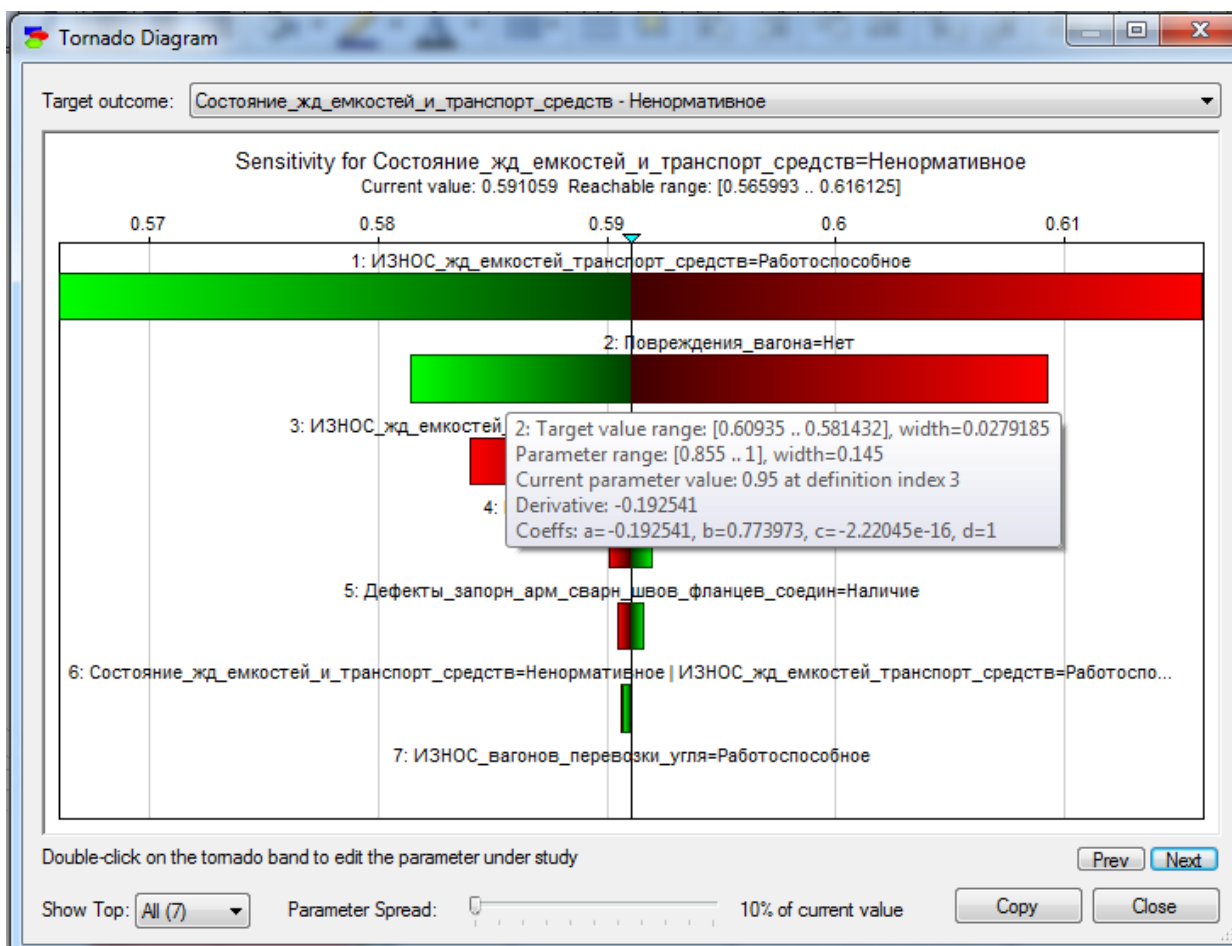 Tornado Diagram
Target outcome: Состояние_жд_емкостей_и_транспорт_средств - Ненормативное
Sensitivity for Состояние_жд_емкостей_и_транспорт_средств=Ненормативное
Current value: 0.591059 Reachable range: [0.565993 .. 0.616125]
0.57 0.58 0.59 0.6 0.61
1: ИЗНОС_жд_емкостей_транспорт_средств=Работоспособное
2: Повреждения_вагона=Нет
3: ИЗНОС_жд_емкостей_
2: Target value range: [0.60935 .. 0.581432], width=0.0279185
Parameter range: [0.855 .. 1], width=0.145
Current parameter value: 0.95 at definition index 3
Derivative: -0.192541
Coeffs: a=-0.192541, b=0.773973, c=-2.22045e-16, d=1
4:
5: Дефекты_запорн_арм_сварн_швов_фланцев_соедин=Наличие
6: Состояние_жд_емкостей_и_транспорт_средств=Ненормативное | ИЗНОС_жд_емкостей_транспорт_средств=Работоспо...
7: ИЗНОС_вагонов_перевозки_угля=Работоспособное
Double-click on the tornado band to edit the parameter under study
Prev Next
Show Top: All (7) Parameter Spread: 10% of current value Copy Close